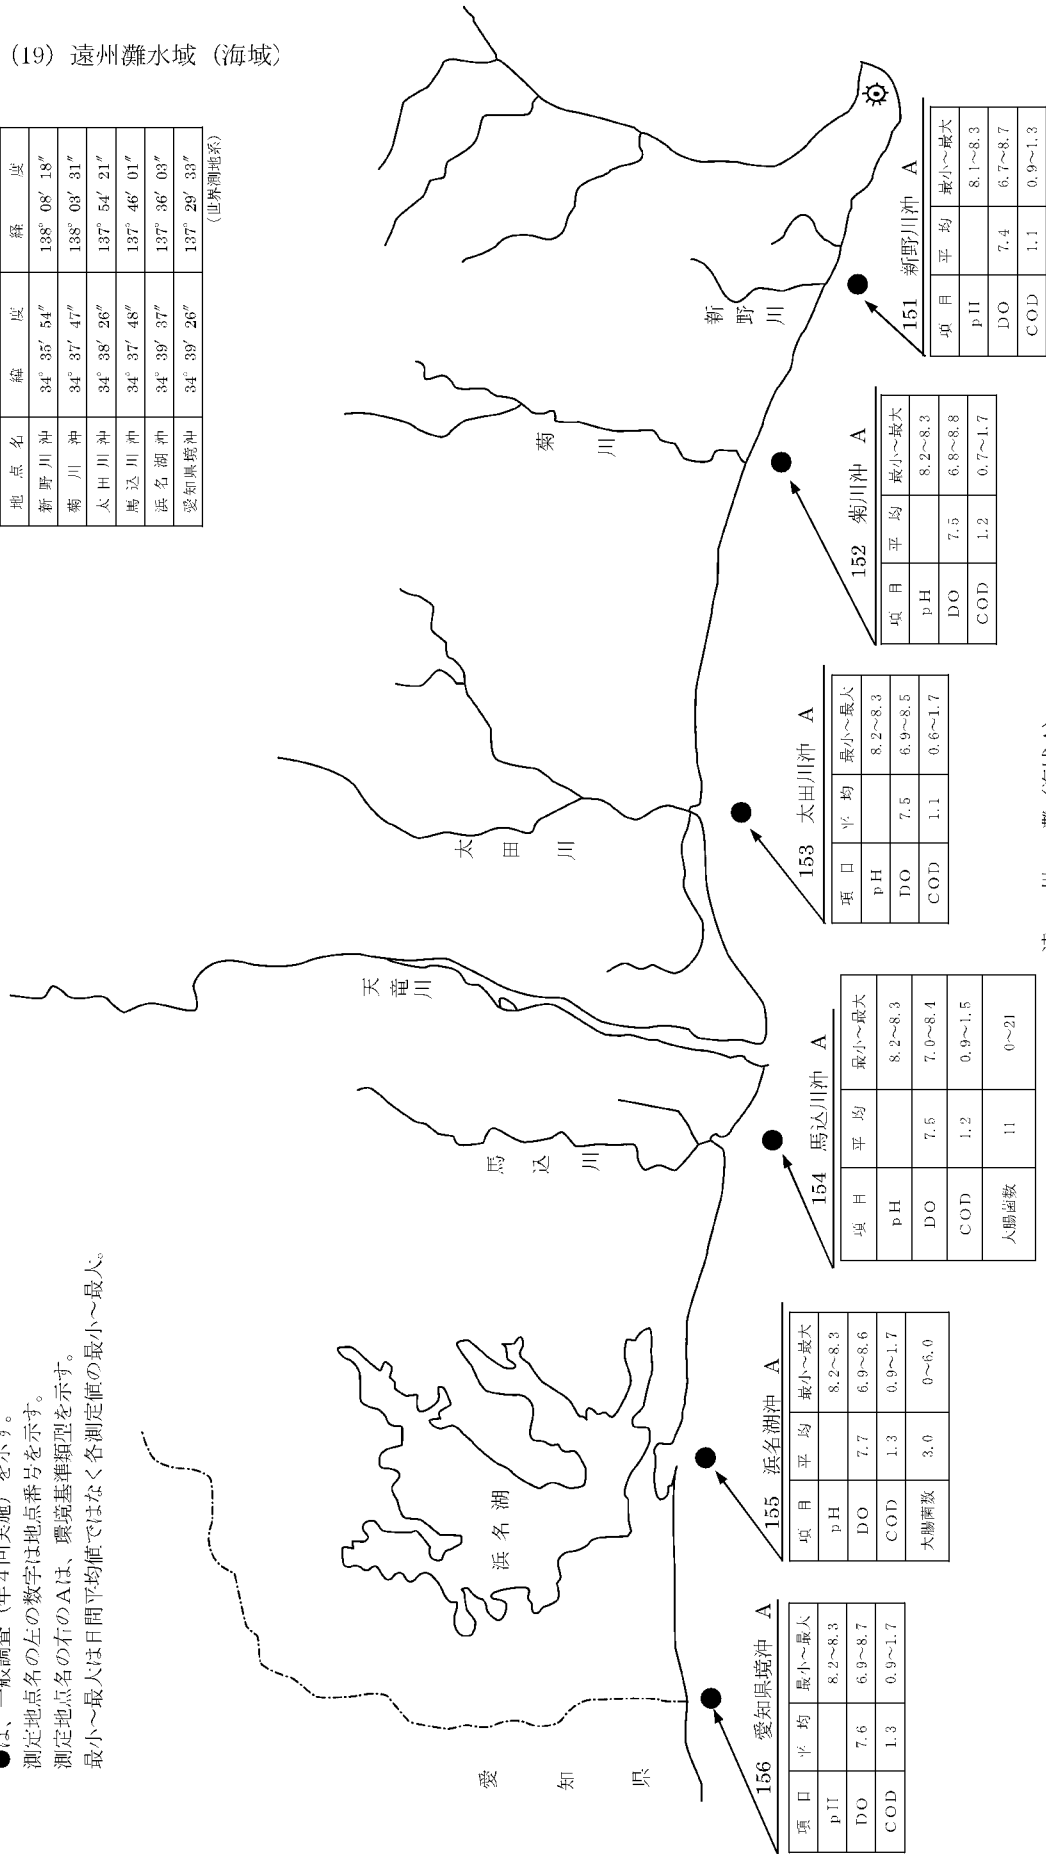 (19) 遠州灘水域 (海域)
地点名 緯度 経度
新野川沖 34° 35′ 54″ 138° 08′ 18″
菊川沖 34° 37′ 47″ 138° 03′ 31″
太田川沖 34° 38′ 26″ 137° 54′ 21″
馬込川沖 34° 37′ 48″ 137° 46′ 01″
浜名湖沖 34° 39′ 37″ 137° 36′ 03″
愛知県境沖 34° 39′ 26″ 137° 29′ 33″
(世界測地系)
●は、一般調査(年4回実施)を示す。
測定地点名の左の数字は地点番号を示す。
測定地点名の右のAは、環境基準類型を示す。
最小～最大は日間平均値ではなく各測定値の最小～最大。
愛知県
浜名湖
馬込川
天竜川
太田川
菊川
新野川
156 愛知県境沖 A
項目 平均 最小～最大
pH 8.2～8.3
DO 7.6 6.9～8.7
COD 1.3 0.9～1.7
155 浜名湖沖 A
項目 平均 最小～最大
pH 8.2～8.3
DO 7.7 6.9～8.6
COD 1.3 0.9～1.7
大腸菌数 3.0 0～6.0
154 馬込川沖 A
項目 平均 最小～最大
pH 8.2～8.3
DO 7.5 7.0～8.4
COD 1.2 0.9～1.5
大腸菌数 11 0～21
153 太田川沖 A
項目 平均 最小～最大
pH 8.2～8.3
DO 7.5 6.9～8.5
COD 1.1 0.6～1.7
152 菊川沖 A
項目 平均 最小～最大
pH 8.2～8.3
DO 7.5 6.8～8.8
COD 1.2 0.7～1.7
151 新野川沖 A
項目 平均 最小～最大
pH 8.1～8.3
DO 7.4 6.7～8.7
COD 1.1 0.9～1.3